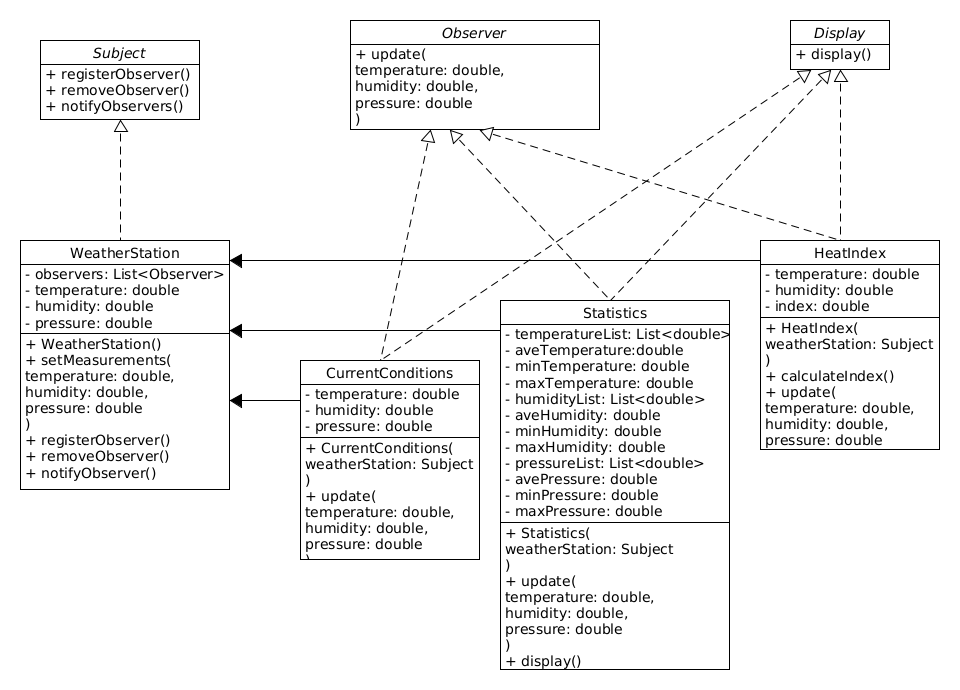 Subject
+ registerObserver()
+ removeObserver()
+ notifyObservers()
Observer
+ update(
temperature: double,
humidity: double,
pressure: double
)
Display
+ display()
WeatherStation
- observers: List<Observer>
- temperature: double
- humidity: double
- pressure: double
+ WeatherStation()
+ setMeasurements(
temperature: double,
humidity: double,
pressure: double
)
+ registerObserver()
+ removeObserver()
+ notifyObserver()
CurrentConditions
- temperature: double
- humidity: double
- pressure: double
+ CurrentConditions(
weatherStation: Subject
)
+ update(
temperature: double,
humidity: double,
pressure: double
)
Statistics
- temperatureList: List<double>
- aveTemperature:double
- minTemperature: double
- maxTemperature: double
- humidityList: List<double>
- aveHumidity: double
- minHumidity: double
- maxHumidity: double
- pressureList: List<double>
- avePressure: double
- minPressure: double
- maxPressure: double
+ Statistics(
weatherStation: Subject
)
+ update(
temperature: double,
humidity: double,
pressure: double
)
+ display()
HeatIndex
- temperature: double
- humidity: double
- index: double
+ HeatIndex(
weatherStation: Subject
)
+ calculateIndex()
+ update(
temperature: double,
humidity: double,
pressure: double